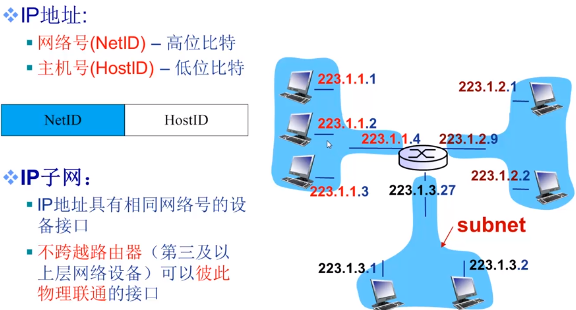 ❖IP地址:
▪ 网络号(NetID) – 高位比特
▪ 主机号(HostID) – 低位比特
NetID HostID
❖IP子网：
▪ IP地址具有相同网络号的设
备接口
▪ 不跨越路由器（第三及以
上层网络设备）可以彼此
物理联通的接口
223.1.1.1
223.1.1.2
223.1.1.3
223.1.1.4
223.1.2.1
223.1.2.9
223.1.2.2
223.1.3.27
subnet
223.1.3.1
223.1.3.2